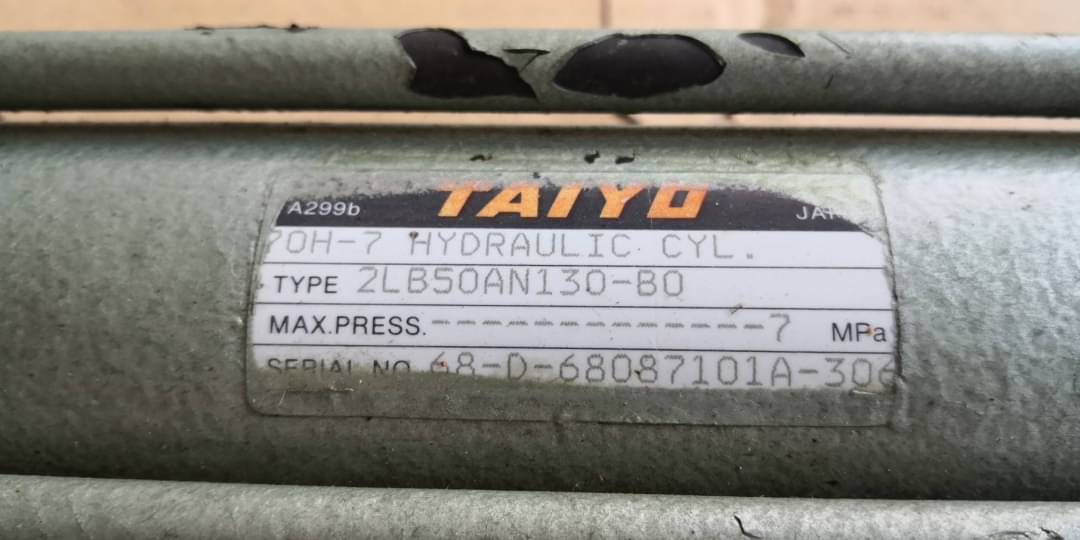 A299b TAIYO
70H-7 HYDRAULIC CYL.
TYPE 2LB50AN130-B0
MAX.PRESS.--------------7 MPa
SERIAL NO 68-D-68087101A-306